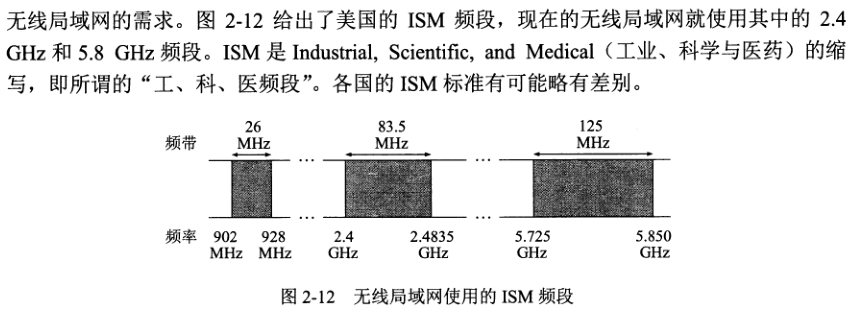 无线局域网的需求。图 2-12 给出了美国的 ISM 频段，现在的无线局域网就使用其中的 2.4
GHz 和 5.8 GHz 频段。ISM 是 Industrial, Scientific, and Medical（工业、科学与医药）的缩
写，即所谓的“工、科、医频段”。各国的 ISM 标准有可能略有差别。
26 83.5 125
频带 MHz MHz MHz
... ...
... ...
频率 902 928 2.4 2.4835 5.725 5.850
MHz MHz GHz GHz GHz GHz
图 2-12 无线局域网使用的 ISM 频段